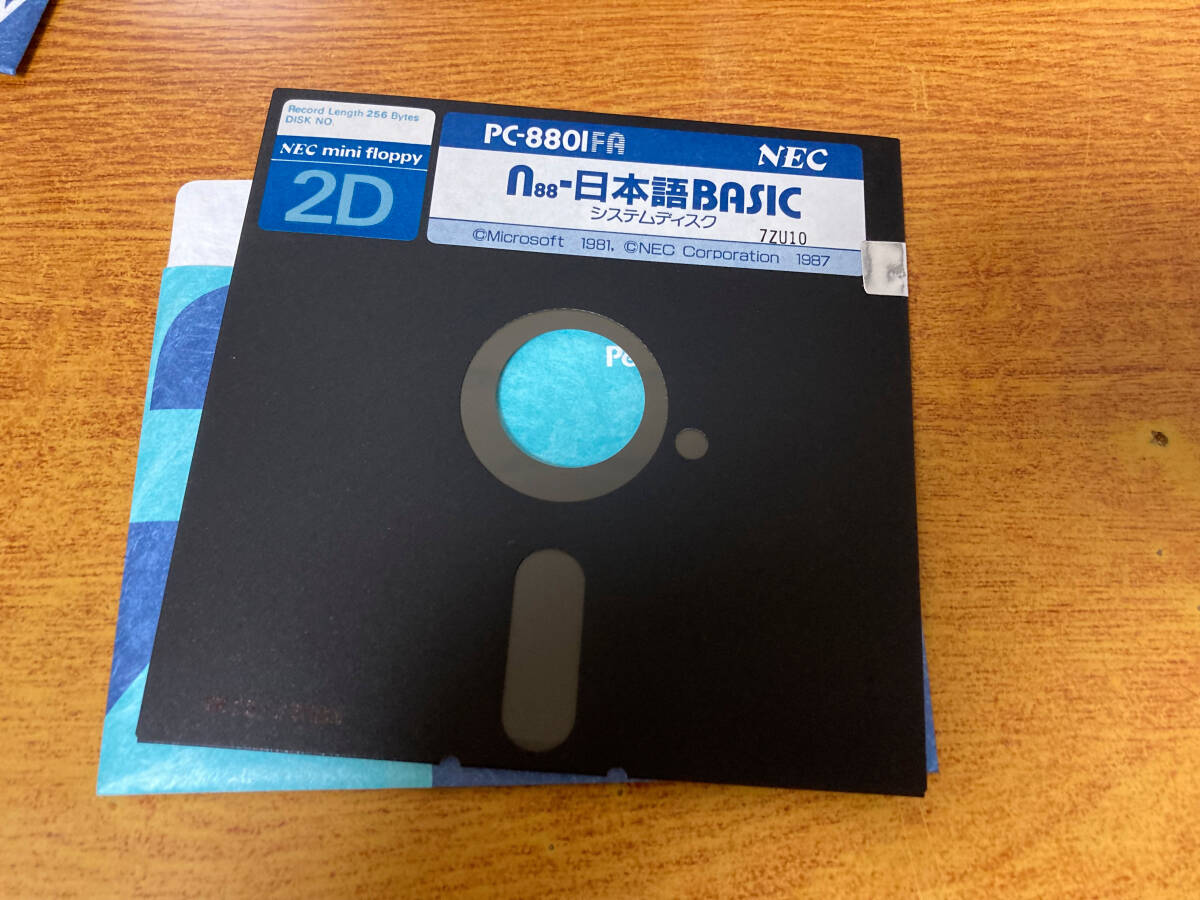 Record Length 256 Bytes
DISK NO.
NEC mini floppy
2D
PC-8801FA
NEC
N88-日本語BASIC
システムディスク
7ZU10
©Microsoft 1981, ©NEC Corporation 1987